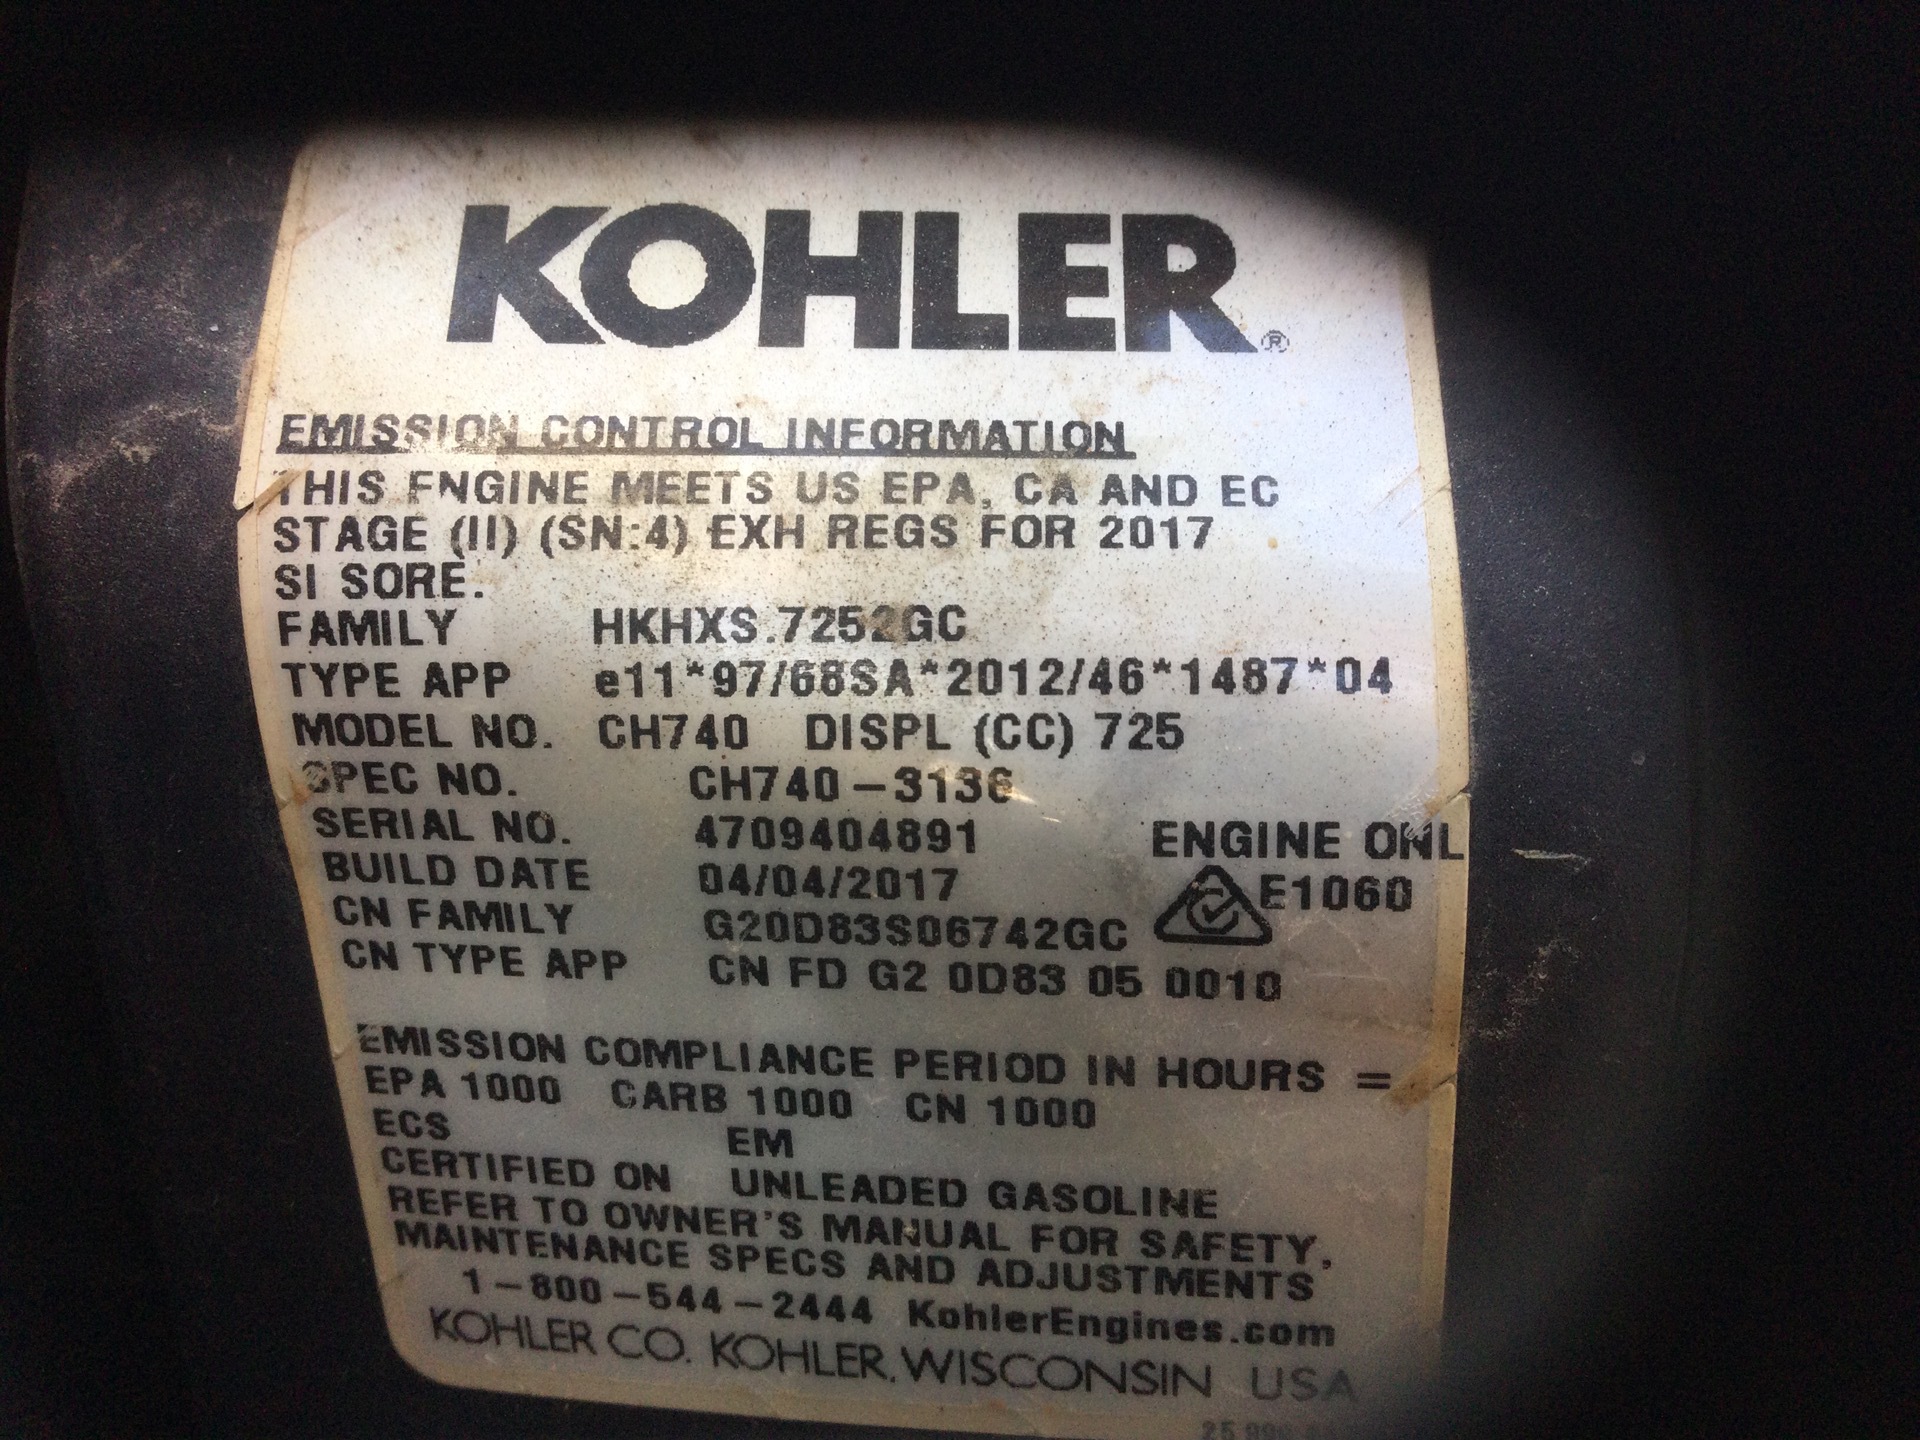 KOHLER®
EMISSION CONTROL INFORMATION
THIS ENGINE MEETS US EPA, CA AND EC
STAGE (II) (SN:4) EXH REGS FOR 2017
SI SORE.
FAMILY HKHXS.7252GC
TYPE APP e11*97/68SA*2012/46*1487*04
MODEL NO. CH740 DISPL (CC) 725
SPEC NO. CH740-3136
SERIAL NO. 4709404891 ENGINE ONL
BUILD DATE 04/04/2017 E1060
CN FAMILY G20D83S06742GC
CN TYPE APP CN FD G2 0D83 05 0010
EMISSION COMPLIANCE PERIOD IN HOURS =
EPA 1000 CARB 1000 CN 1000
ECS EM
CERTIFIED ON UNLEADED GASOLINE
REFER TO OWNER'S MANUAL FOR SAFETY,
MAINTENANCE SPECS AND ADJUSTMENTS
1-800-544-2444 KohlerEngines.com
KOHLER CO. KOHLER, WISCONSIN USA